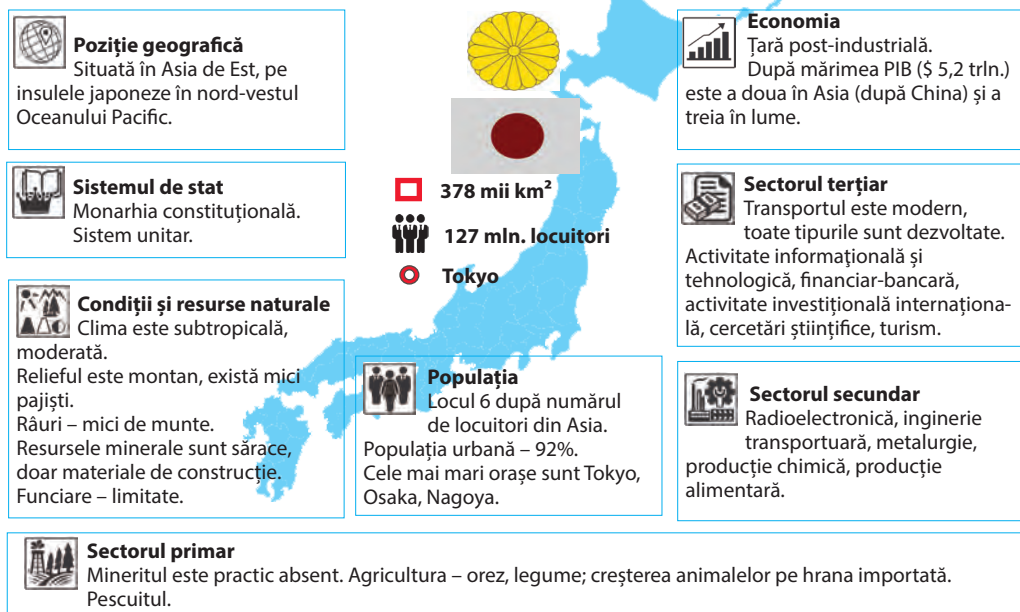 Poziție geografică
Situată în Asia de Est, pe
insulele japoneze în nord-vestul
Oceanului Pacific.
Sistemul de stat
Monarhia constituțională.
Sistem unitar.
Condiții și resurse naturale
Clima este subtropicală,
moderată.
Relieful este montan, există mici
pajiști.
Râuri – mici de munte.
Resursele minerale sunt sărace,
doar materiale de construcție.
Funciare – limitate.
378 mii km²
127 mln. locuitori
Tokyo
Populația
Locul 6 după numărul
de locuitori din Asia.
Populația urbană – 92%.
Cele mai mari orașe sunt Tokyo,
Osaka, Nagoya.
Economia
Țară post-industrială.
După mărimea PIB ($ 5,2 trln.)
este a doua în Asia (după China) și a
treia în lume.
Sectorul terțiar
Transportul este modern,
toate tipurile sunt dezvoltate.
Activitate informațională și
tehnologică, financiar-bancară,
activitate investițională internaționa-
lă, cercetări științifice, turism.
Sectorul secundar
Radioelectronică, inginerie
transportuară, metalurgie,
producție chimică, producție
alimentară.
Sectorul primar
Mineritul este practic absent. Agricultura – orez, legume; creșterea animalelor pe hrana importată.
Pescuitul.